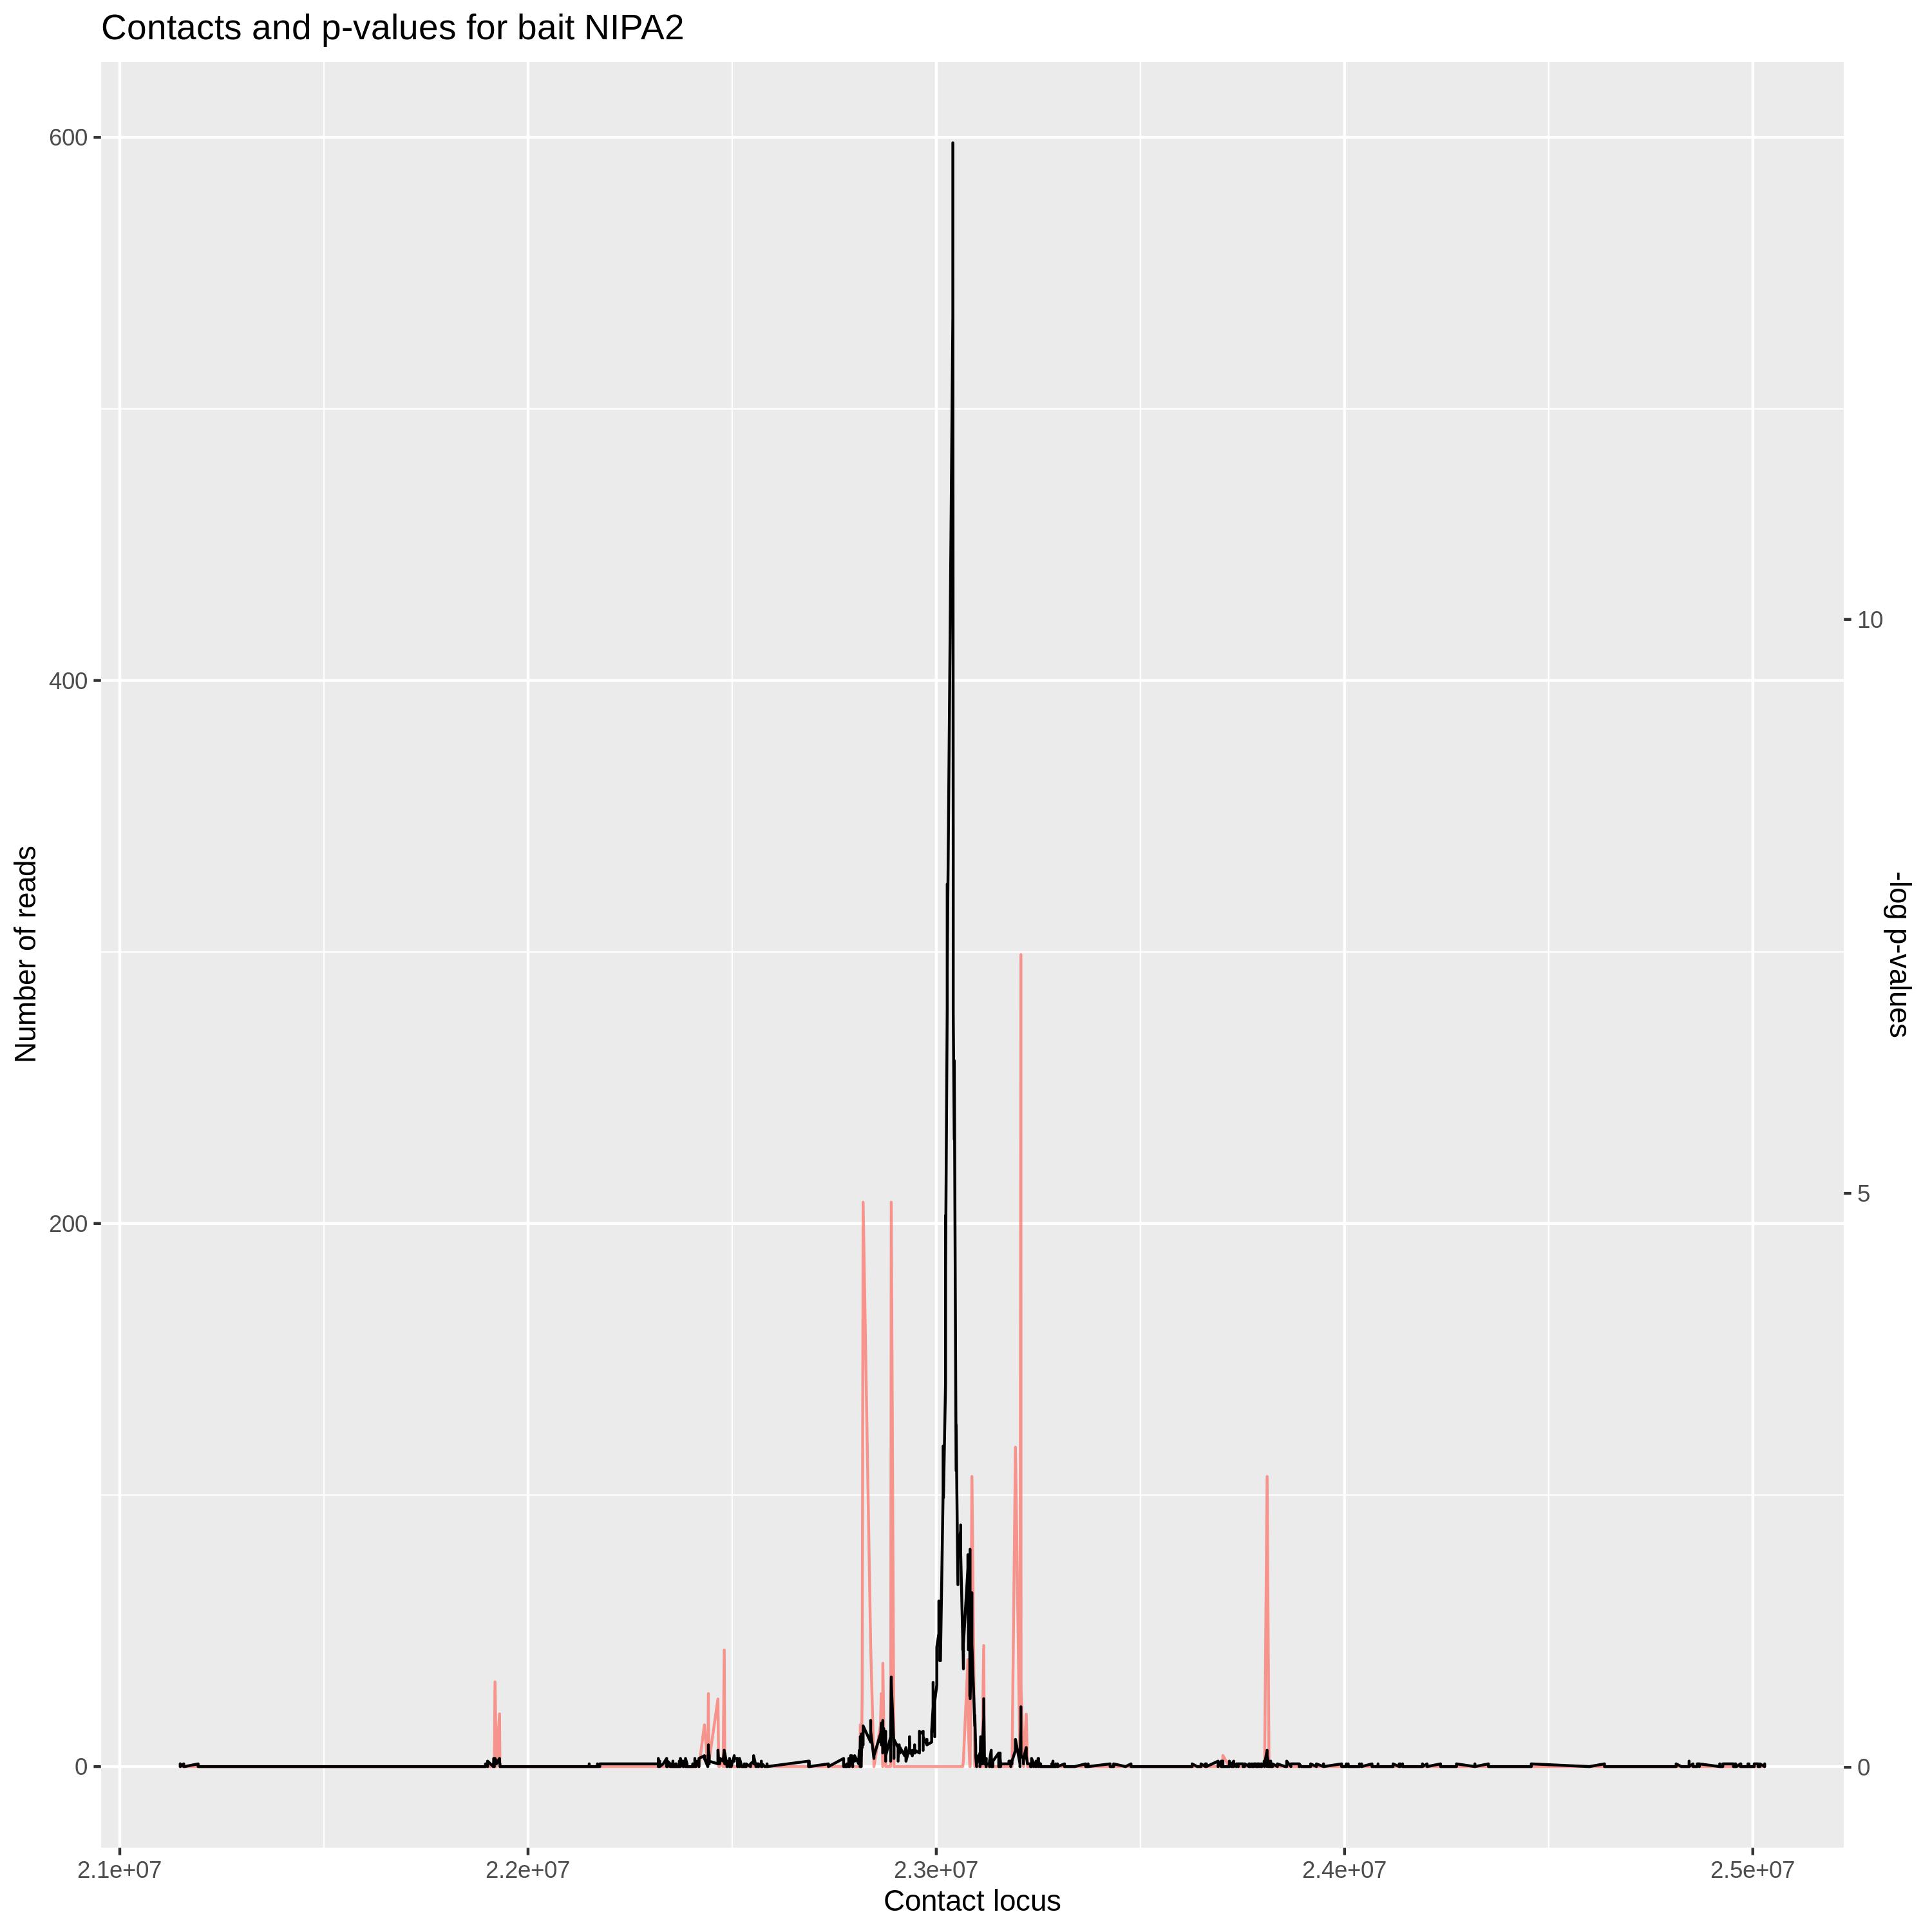 Contacts and p-values for bait NIPA2
600
400
200
0
Number of reads
10
5
0
-log p-values
2.1e+07
2.2e+07
2.3e+07
2.4e+07
2.5e+07
Contact locus